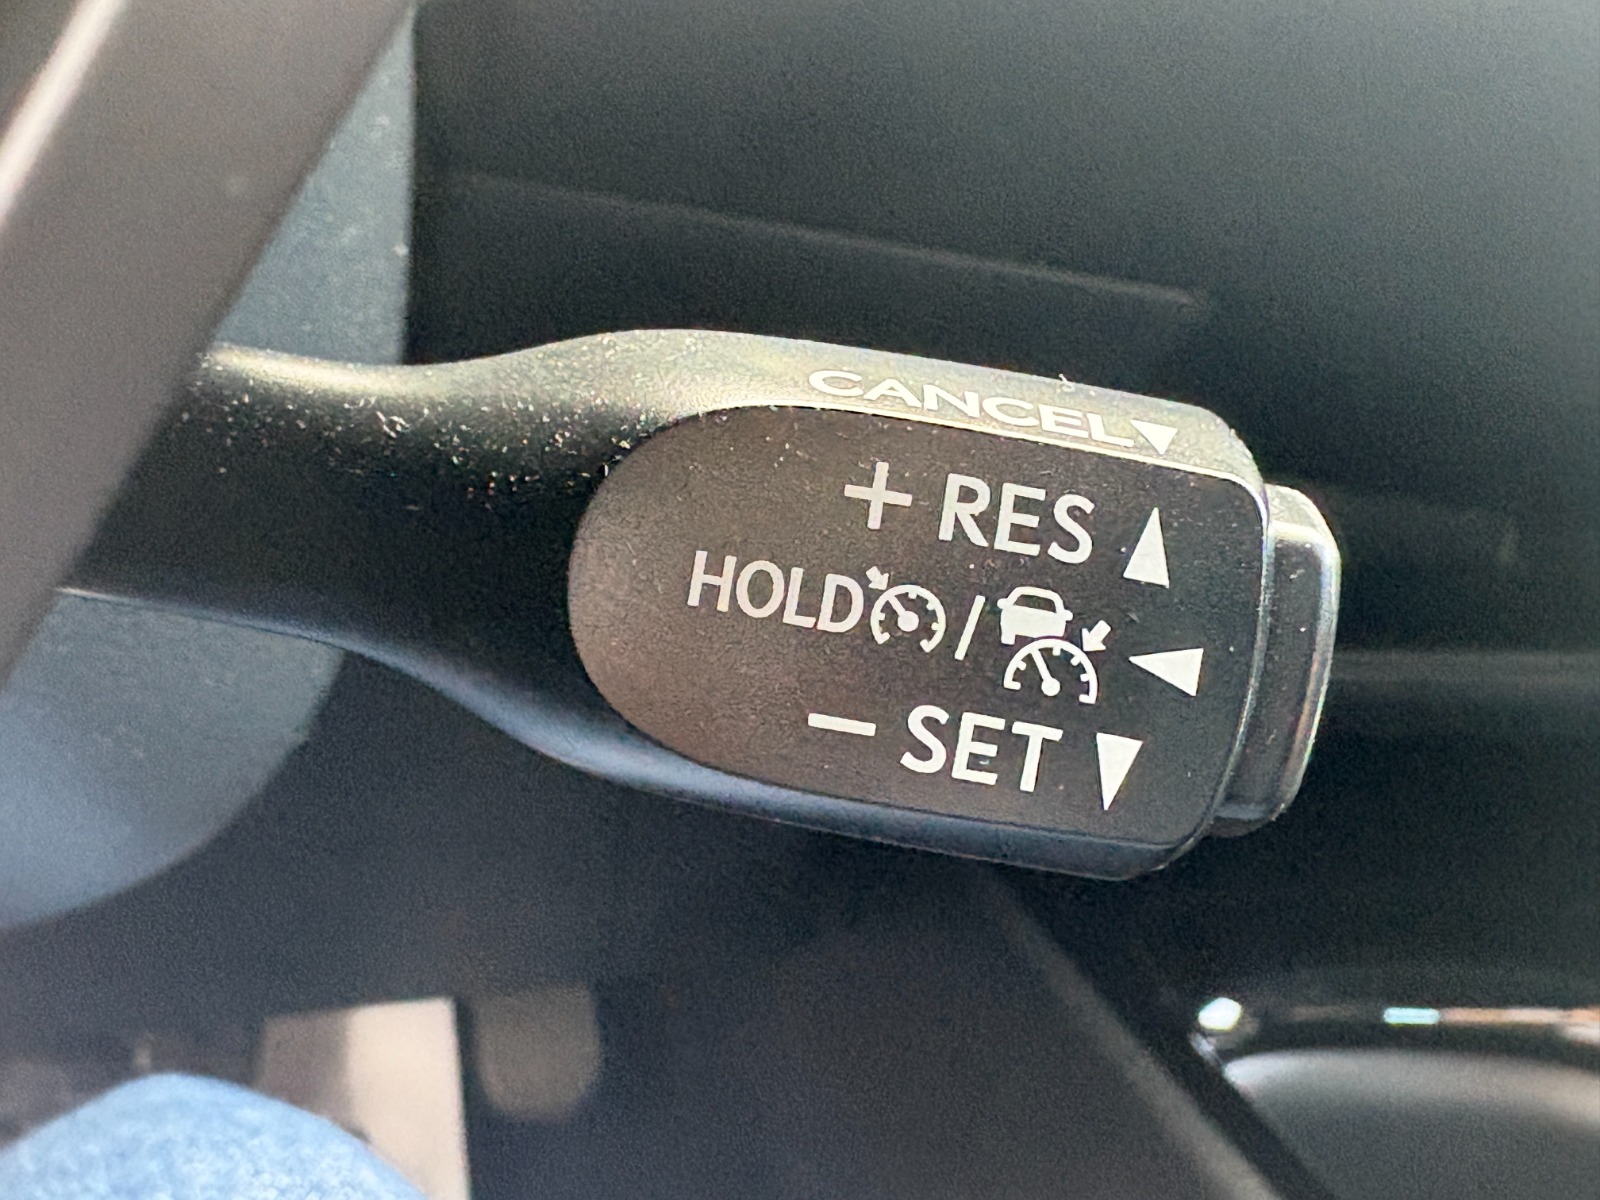 CANCEL▼
+ RES ▲
HOLD / ◀
− SET ▼